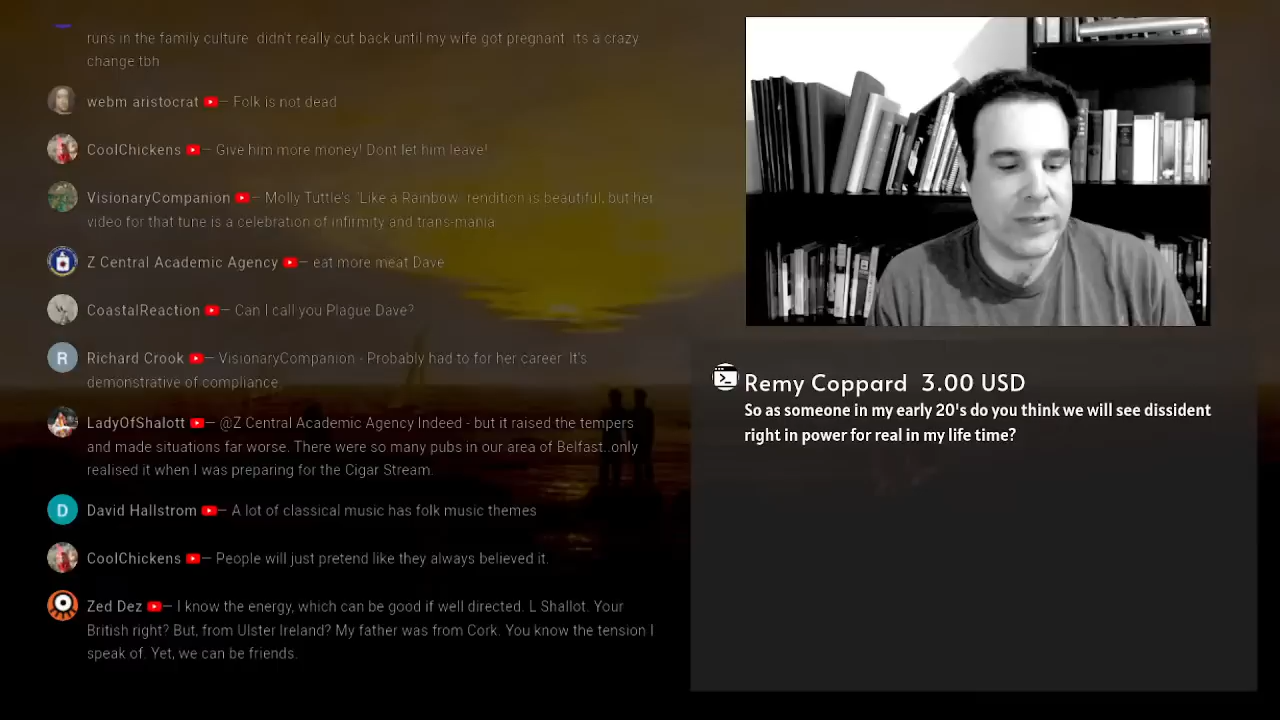 runs in the family culture didn't really cut back until my wife got pregnant its a crazy
change tbh
webm aristocrat — Folk is not dead
CoolChickens — Give him more money! Dont let him leave!
VisionaryCompanion — Molly Tuttle's 'Like a Rainbow' rendition is beautiful, but her
video for that tune is a celebration of infirmity and trans-mania
Z Central Academic Agency — eat more meat Dave
CoastalReaction — Can I call you Plague Dave?
Richard Crook — VisionaryCompanion - Probably had to for her career. It's
demonstrative of compliance.
LadyOfShalott — @Z Central Academic Agency Indeed - but it raised the tempers
and made situations far worse. There were so many pubs in our area of Belfast..only
realised it when I was preparing for the Cigar Stream.
D David Hallstrom — A lot of classical music has folk music themes
CoolChickens — People will just pretend like they always believed it.
Zed Dez — I know the energy, which can be good if well directed. L Shallot. Your
British right? But, from Ulster Ireland? My father was from Cork. You know the tension I
speak of. Yet, we can be friends.
Remy Coppard 3.00 USD
So as someone in my early 20's do you think we will see dissident
right in power for real in my life time?